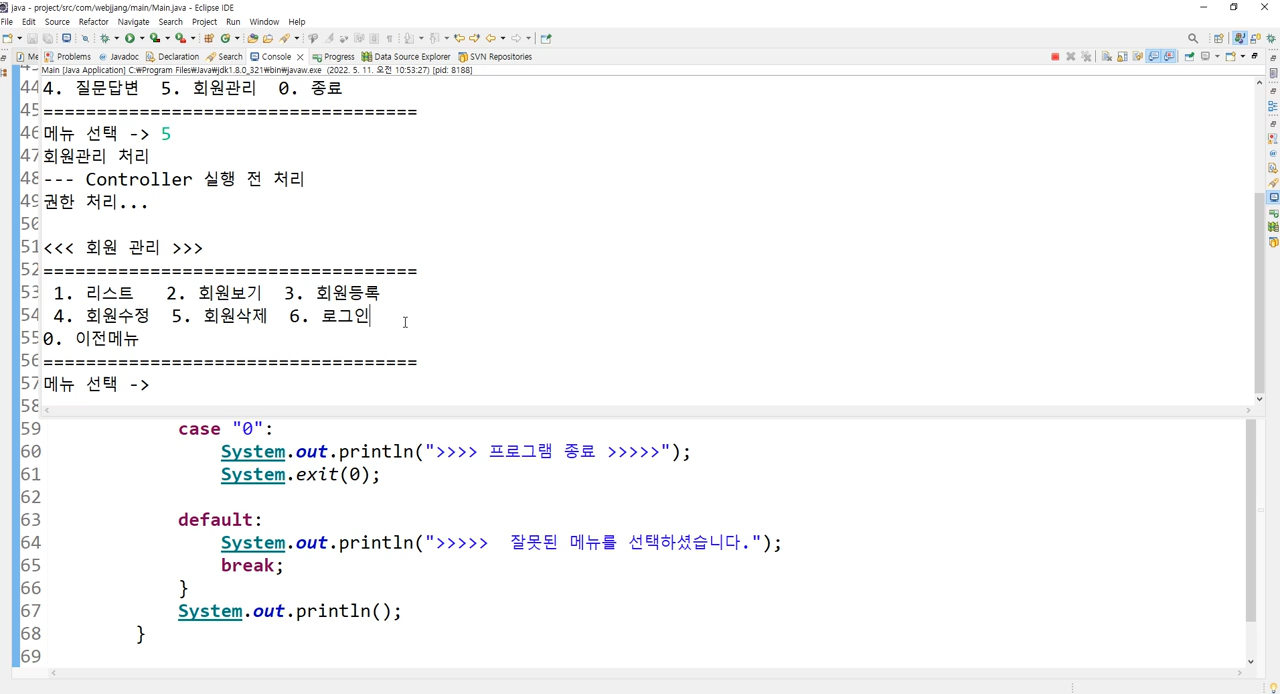 java - project/src/com/webjjang/main/Main.java - Eclipse IDE
File Edit Source Refactor Navigate Search Project Run Window Help
Me Problems Javadoc Declaration Search Console Progress Data Source Explorer SVN Repositories
Main [Java Application] C:₩Program Files₩Java₩jdk1.8.0_321₩bin₩javaw.exe (2022. 5. 11. 오전 10:53:27) [pid: 8188]
44 4. 질문답변 5. 회원관리 0. 종료
45 ===================================
46 메뉴 선택 -> 5
47 회원관리 처리
48 --- Controller 실행 전 처리
49 권한 처리...
50
51 <<< 회원 관리 >>>
52 ===================================
53 1. 리스트 2. 회원보기 3. 회원등록
54 4. 회원수정 5. 회원삭제 6. 로그인
55 0. 이전메뉴
56 ===================================
57 메뉴 선택 ->
58
59 case "0":
60 System.out.println(">>>> 프로그램 종료 >>>>>");
61 System.exit(0);
62
63 default:
64 System.out.println(">>>>> 잘못된 메뉴를 선택하셨습니다.");
65 break;
66 }
67 System.out.println();
68 }
69